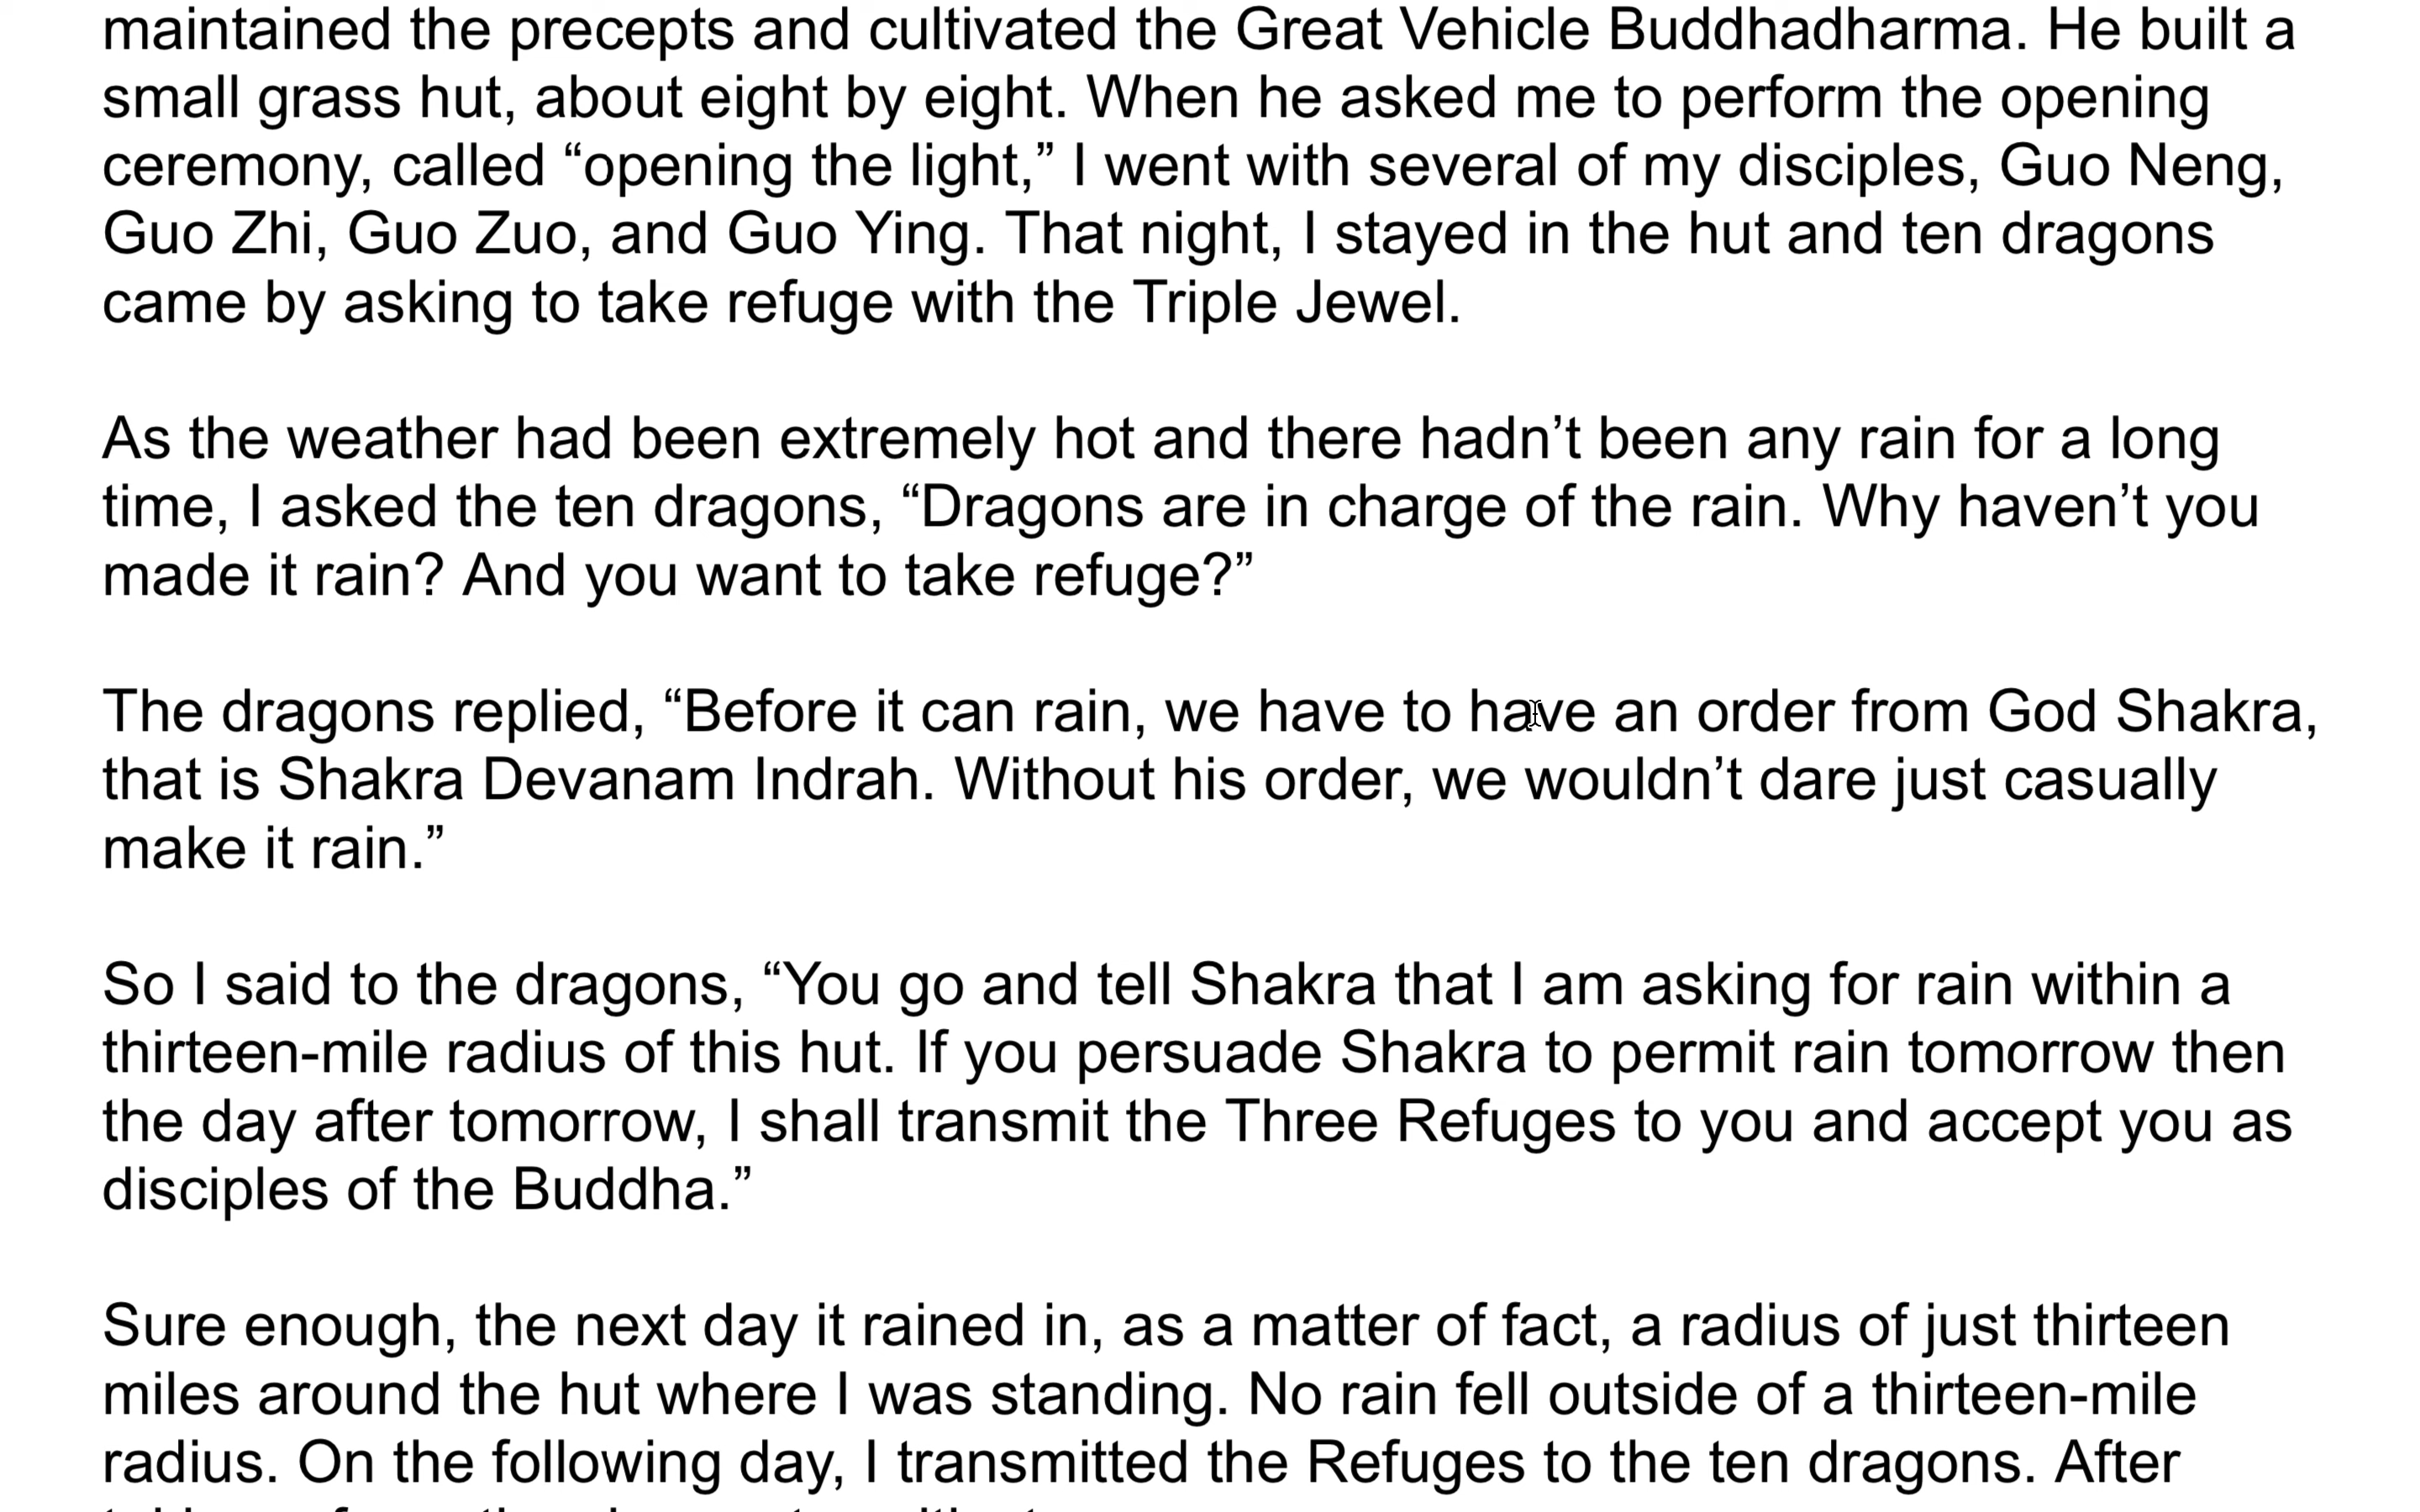 maintained the precepts and cultivated the Great Vehicle Buddhadharma. He built a
small grass hut, about eight by eight. When he asked me to perform the opening
ceremony, called “opening the light,” I went with several of my disciples, Guo Neng,
Guo Zhi, Guo Zuo, and Guo Ying. That night, I stayed in the hut and ten dragons
came by asking to take refuge with the Triple Jewel.
As the weather had been extremely hot and there hadn’t been any rain for a long
time, I asked the ten dragons, “Dragons are in charge of the rain. Why haven’t you
made it rain? And you want to take refuge?”
The dragons replied, “Before it can rain, we have to have an order from God Shakra,
that is Shakra Devanam Indrah. Without his order, we wouldn’t dare just casually
make it rain.”
So I said to the dragons, “You go and tell Shakra that I am asking for rain within a
thirteen-mile radius of this hut. If you persuade Shakra to permit rain tomorrow then
the day after tomorrow, I shall transmit the Three Refuges to you and accept you as
disciples of the Buddha.”
Sure enough, the next day it rained in, as a matter of fact, a radius of just thirteen
miles around the hut where I was standing. No rain fell outside of a thirteen-mile
radius. On the following day, I transmitted the Refuges to the ten dragons. After